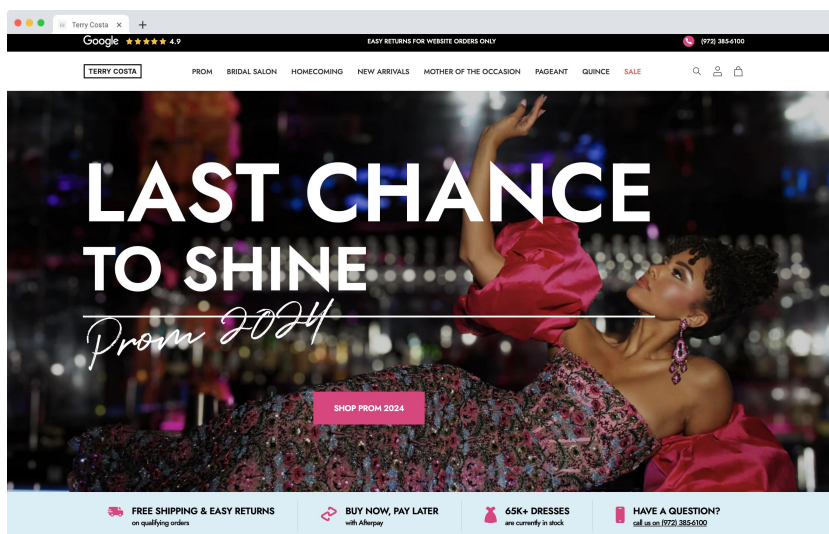 Terry Costa
Google 4.9
EASY RETURNS FOR WEBSITE ORDERS ONLY
(972) 385-6100
TERRY COSTA
PROM BRIDAL SALON HOMECOMING NEW ARRIVALS MOTHER OF THE OCCASION PAGEANT QUINCE SALE
LAST CHANCE
TO SHINE
Prom 2024
SHOP PROM 2024
FREE SHIPPING & EASY RETURNS
on qualifying orders
BUY NOW, PAY LATER
with Afterpay
65K+ DRESSES
are currently in stock
HAVE A QUESTION?
call us on (972) 385-6100